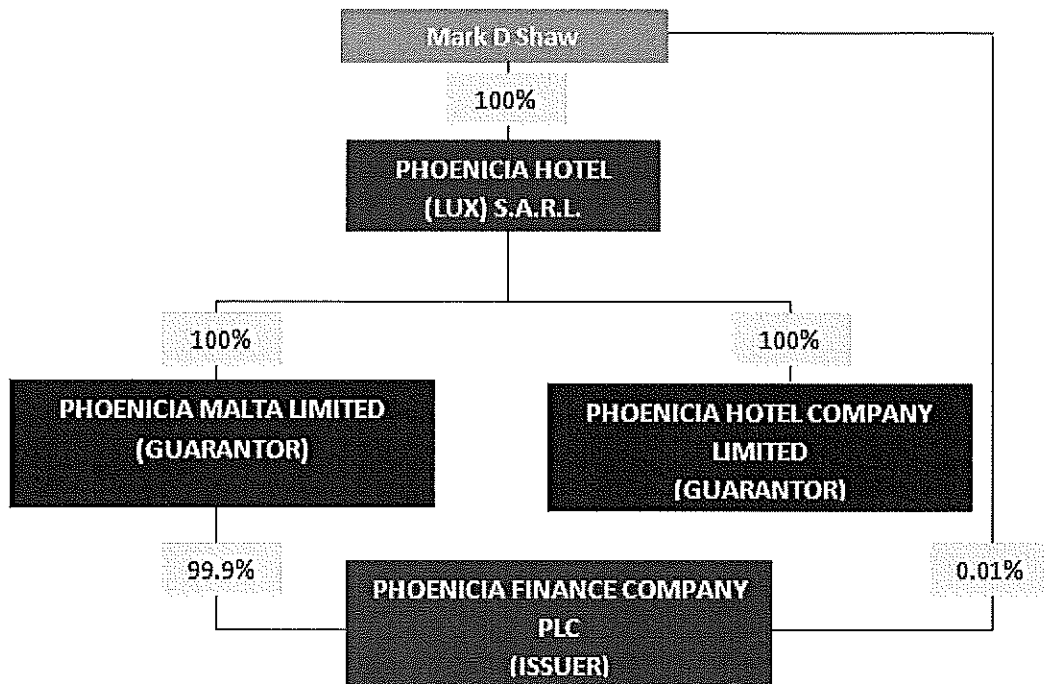 Mark D Shaw
100%
PHOENICIA HOTEL
(LUX) S.A.R.L.
100%
100%
PHOENICIA MALTA LIMITED
(GUARANTOR)
PHOENICIA HOTEL COMPANY
LIMITED
(GUARANTOR)
99.9%
0.01%
PHOENICIA FINANCE COMPANY
PLC
(ISSUER)